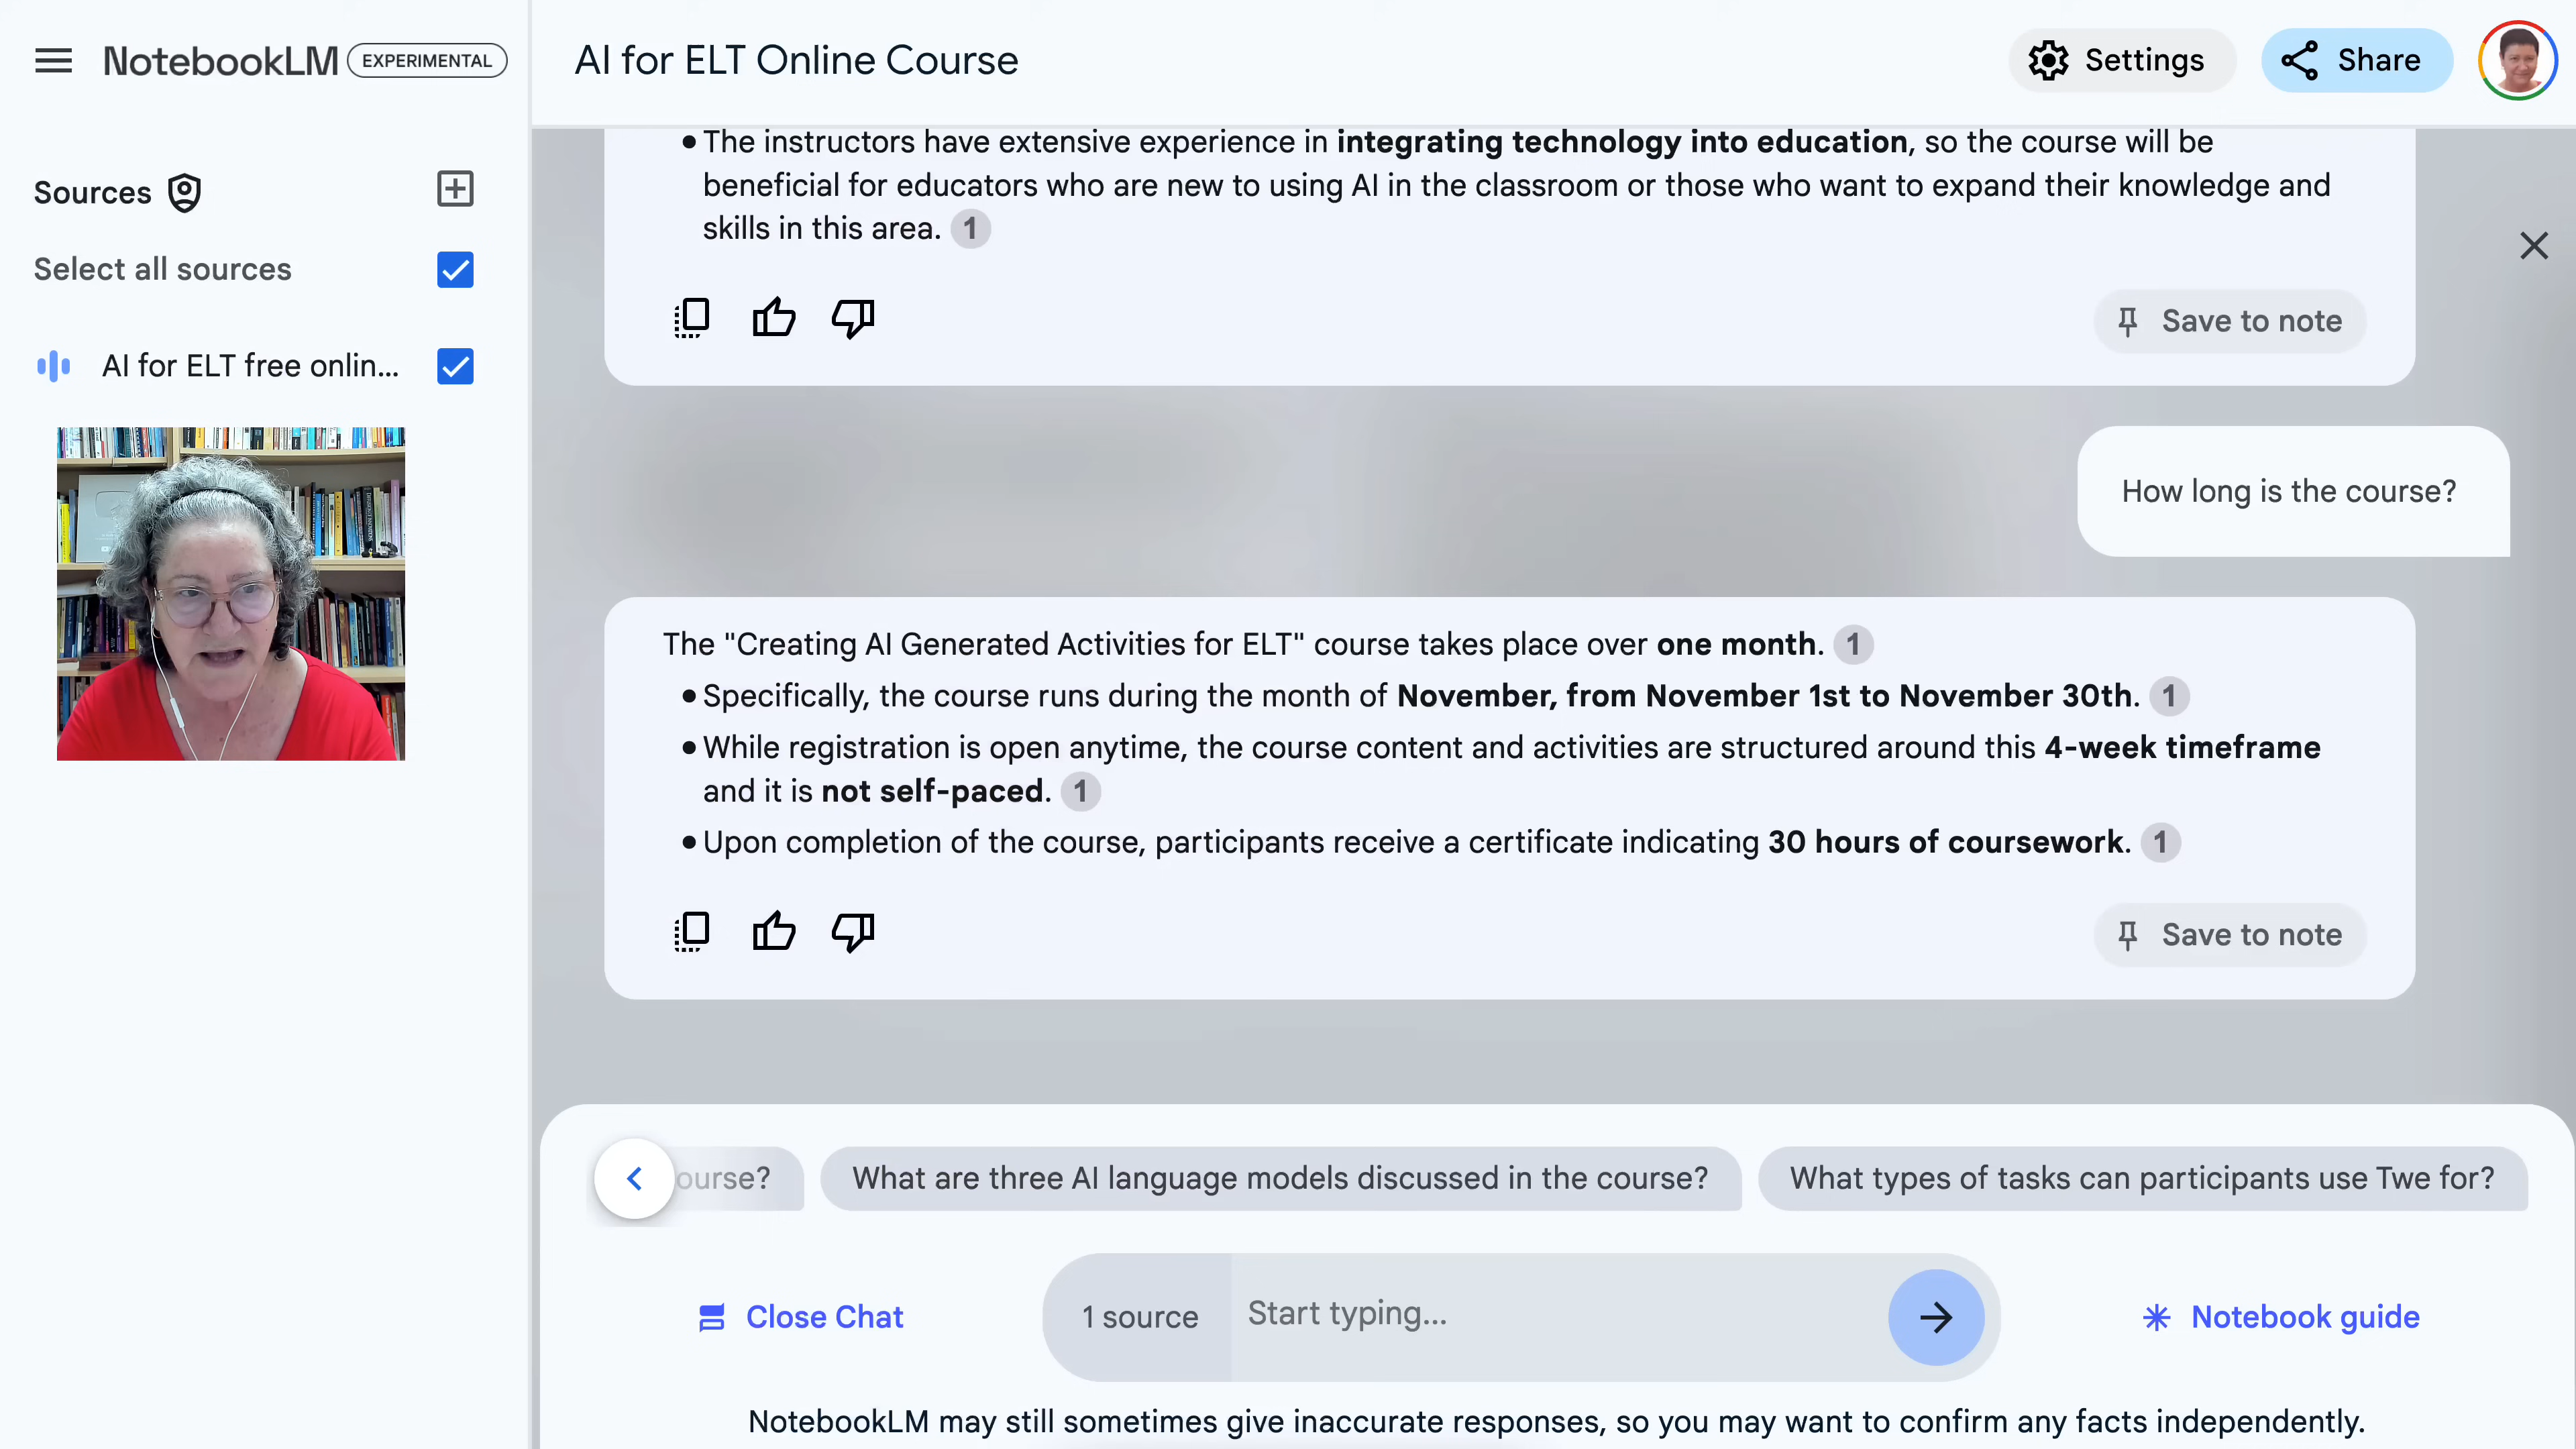 NotebookLM EXPERIMENTAL
AI for ELT Online Course
Settings
Share
Sources
Select all sources
AI for ELT free onlin...
• The instructors have extensive experience in integrating technology into education, so the course will be
beneficial for educators who are new to using AI in the classroom or those who want to expand their knowledge and
skills in this area. 1
Save to note
How long is the course?
The "Creating AI Generated Activities for ELT" course takes place over one month. 1
• Specifically, the course runs during the month of November, from November 1st to November 30th. 1
• While registration is open anytime, the course content and activities are structured around this 4-week timeframe
and it is not self-paced. 1
• Upon completion of the course, participants receive a certificate indicating 30 hours of coursework. 1
Save to note
ourse?
What are three AI language models discussed in the course?
What types of tasks can participants use Twe for?
Close Chat
1 source
Start typing...
Notebook guide
NotebookLM may still sometimes give inaccurate responses, so you may want to confirm any facts independently.